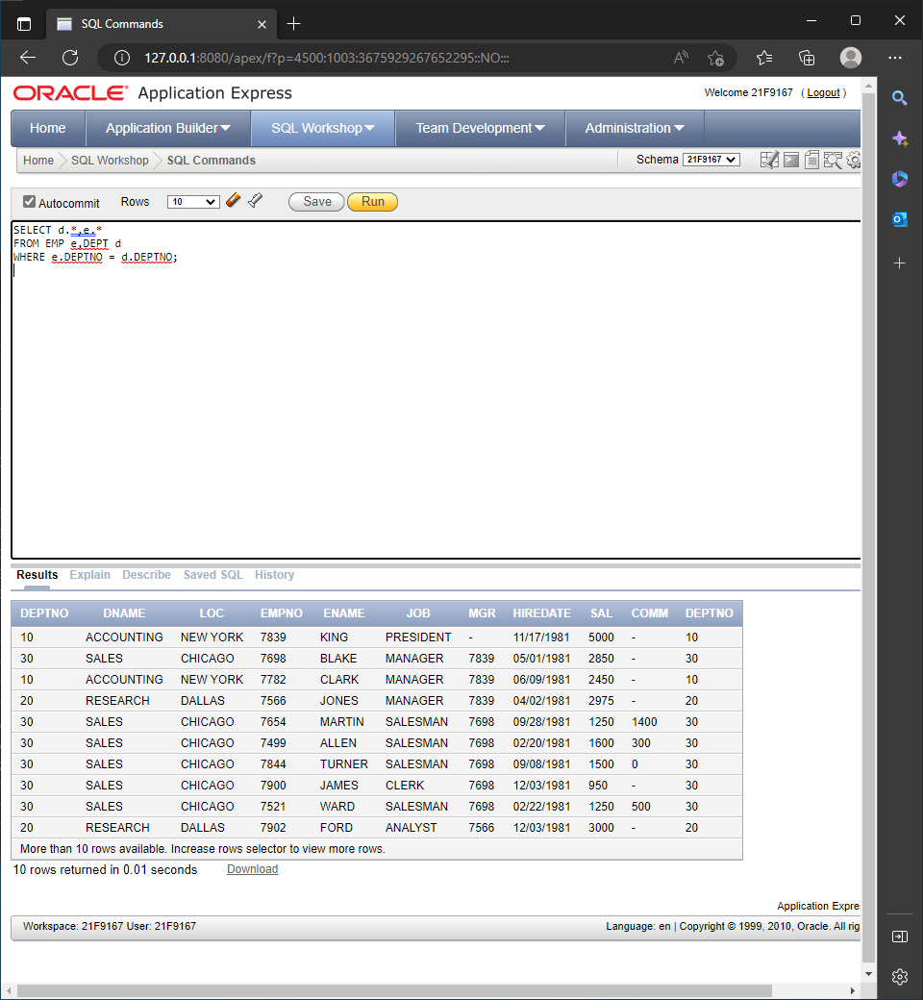 SQL Commands
127.0.0.1:8080/apex/f?p=4500:1003:3675929267652295::NO:::
ORACLE Application Express
Welcome 21F9167 ( Logout )
Home Application Builder SQL Workshop Team Development Administration
Home SQL Workshop SQL Commands Schema 21F9167
Autocommit Rows 10 Save Run
SELECT d.*,e.*
FROM EMP e,DEPT d
WHERE e.DEPTNO = d.DEPTNO;
Results Explain Describe Saved SQL History
DEPTNO DNAME LOC EMPNO ENAME JOB MGR HIREDATE SAL COMM DEPTNO
10 ACCOUNTING NEW YORK 7839 KING PRESIDENT - 11/17/1981 5000 - 10
30 SALES CHICAGO 7698 BLAKE MANAGER 7839 05/01/1981 2850 - 30
10 ACCOUNTING NEW YORK 7782 CLARK MANAGER 7839 06/09/1981 2450 - 10
20 RESEARCH DALLAS 7566 JONES MANAGER 7839 04/02/1981 2975 - 20
30 SALES CHICAGO 7654 MARTIN SALESMAN 7698 09/28/1981 1250 1400 30
30 SALES CHICAGO 7499 ALLEN SALESMAN 7698 02/20/1981 1600 300 30
30 SALES CHICAGO 7844 TURNER SALESMAN 7698 09/08/1981 1500 0 30
30 SALES CHICAGO 7900 JAMES CLERK 7698 12/03/1981 950 - 30
30 SALES CHICAGO 7521 WARD SALESMAN 7698 02/22/1981 1250 500 30
20 RESEARCH DALLAS 7902 FORD ANALYST 7566 12/03/1981 3000 - 20
More than 10 rows available. Increase rows selector to view more rows.
10 rows returned in 0.01 seconds Download
Application Expre
Workspace: 21F9167 User: 21F9167 Language: en | Copyright © 1999, 2010, Oracle. All rig